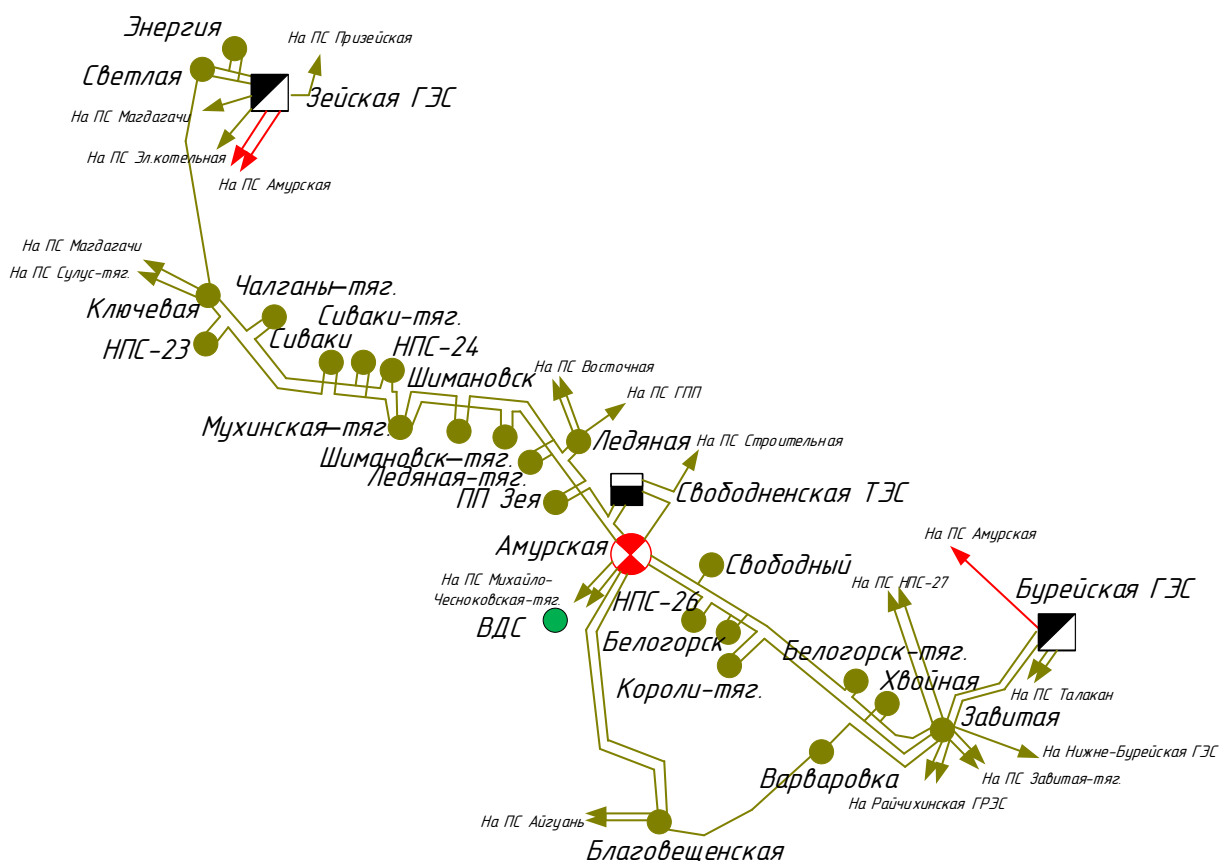 Энергия
На ПС Призейская
Светлая
Зейская ГЭС
На ПС Магдагачи
На ПС Эл.котельная
На ПС Амурская
На ПС Магдагачи
На ПС Сулус-тяг.
Ключевая
Чалганы-тяг.
Сиваки-тяг.
Сиваки
НПС-23
НПС-24
Шимановск
На ПС Восточная
На ПС ГПП
Мухинская-тяг.
Ледяная
На ПС Строительная
Шимановск-тяг.
Ледяная-тяг.
Свободненская ТЭС
ПП Зея
Амурская
На ПС Амурская
Свободный
На ПС НПС-27
Бурейская ГЭС
На ПС Михайло-
Чесноковская-тяг.
НПС-26
ВДС
Белогорск
Белогорск-тяг.
Короли-тяг.
Хвойная
На ПС Талакан
Завитая
На Нижне-Бурейская ГЭС
Варваровка
На ПС Завитая-тяг.
На Райчихинская ГРЭС
На ПС Айгуань
Благовещенская